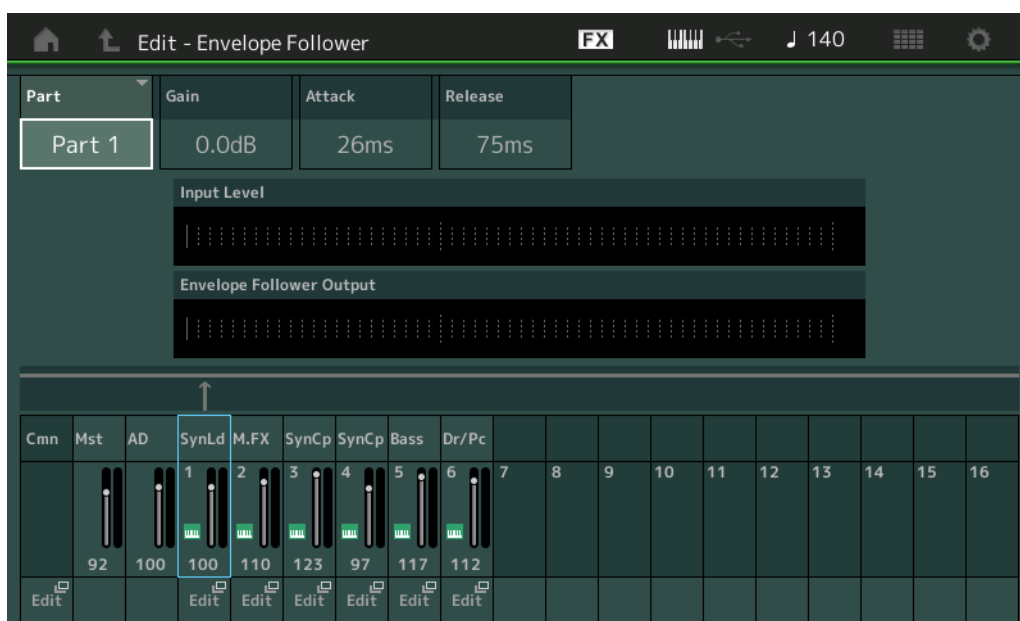 Edit - Envelope Follower FX 140
Part Gain Attack Release
Part 1 0.0dB 26ms 75ms
Input Level
Envelope Follower Output
Cmn Mst AD SynLd M.FX SynCp SynCp Bass Dr/Pc
1 2 3 4 5 6 7 8 9 10 11 12 13 14 15 16
92 100 100 110 123 97 117 112
Edit Edit Edit Edit Edit Edit Edit